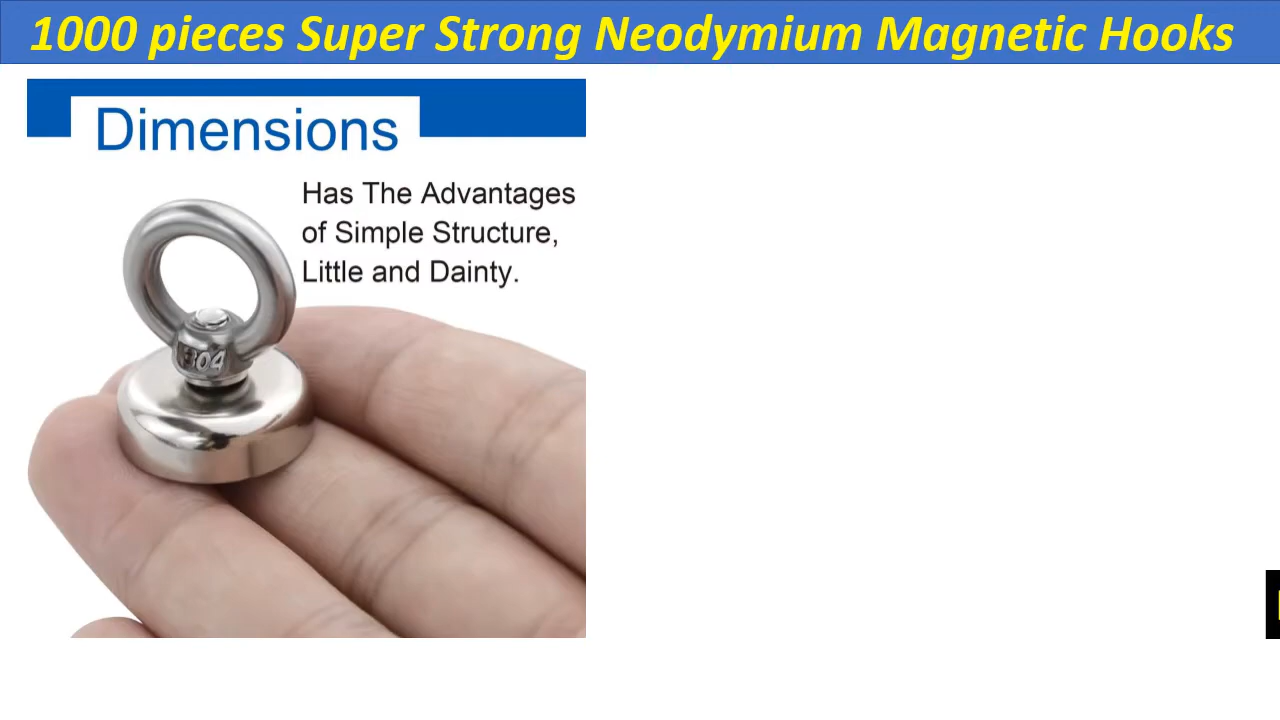 1000 pieces Super Strong Neodymium Magnetic Hooks
Dimensions
Has The Advantages
of Simple Structure,
Little and Dainty.
304